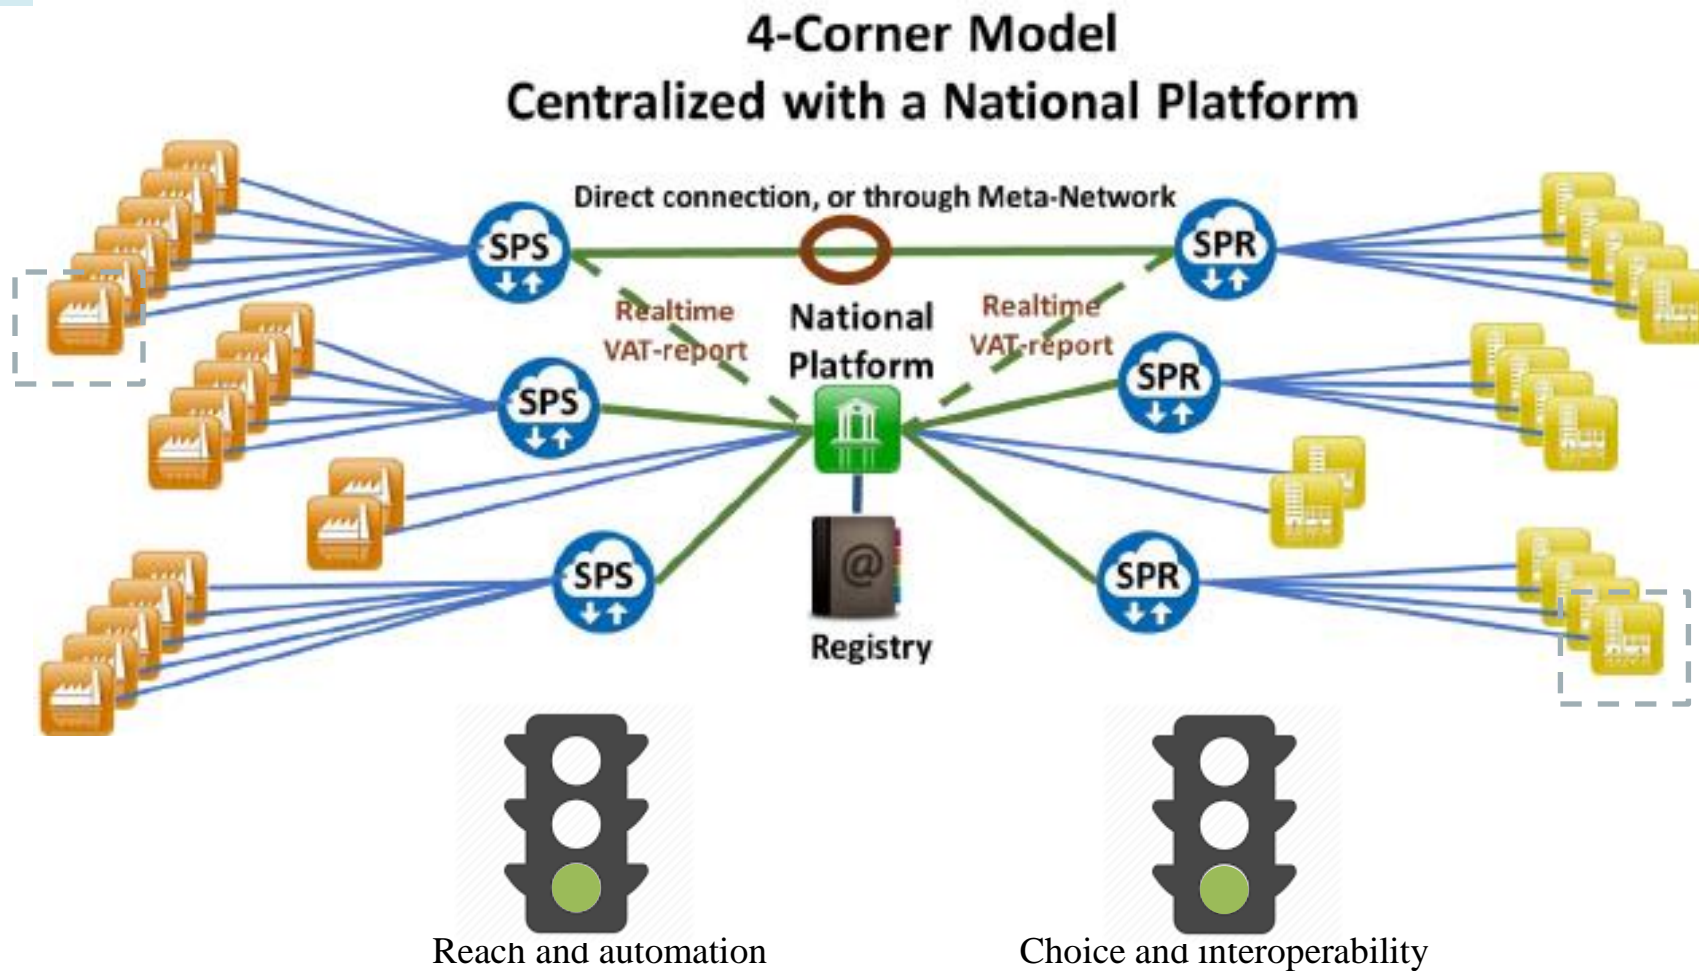 4-Corner Model
Centralized with a National Platform
Direct connection, or through Meta-Network
SPS
SPR
Realtime
VAT-report
National
Platform
Realtime
VAT-report
SPS
SPR
@
SPS
SPR
Registry
Reach and automation
Choice and interoperability